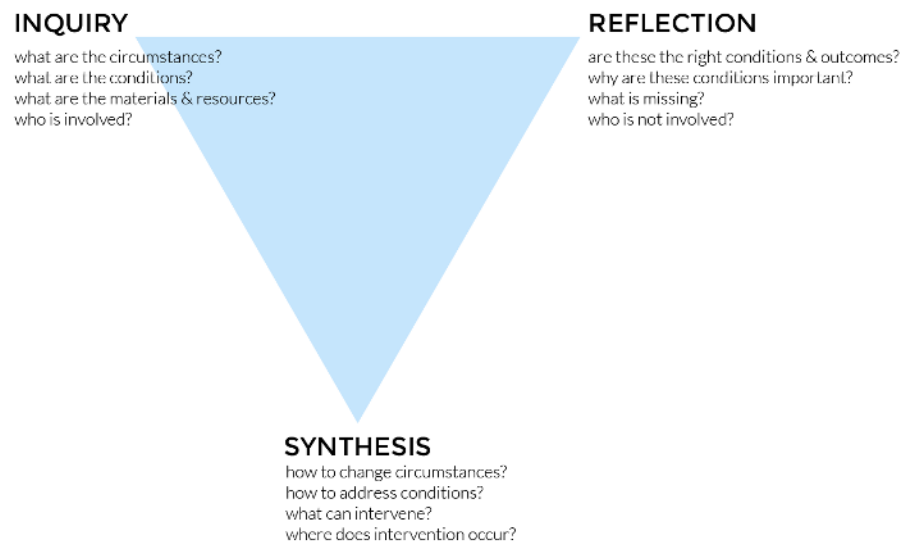 INQUIRY
what are the circumstances?
what are the conditions?
what are the materials & resources?
who is involved?
REFLECTION
are these the right conditions & outcomes?
why are these conditions important?
what is missing?
who is not involved?
SYNTHESIS
how to change circumstances?
how to address conditions?
what can intervene?
where does intervention occur?